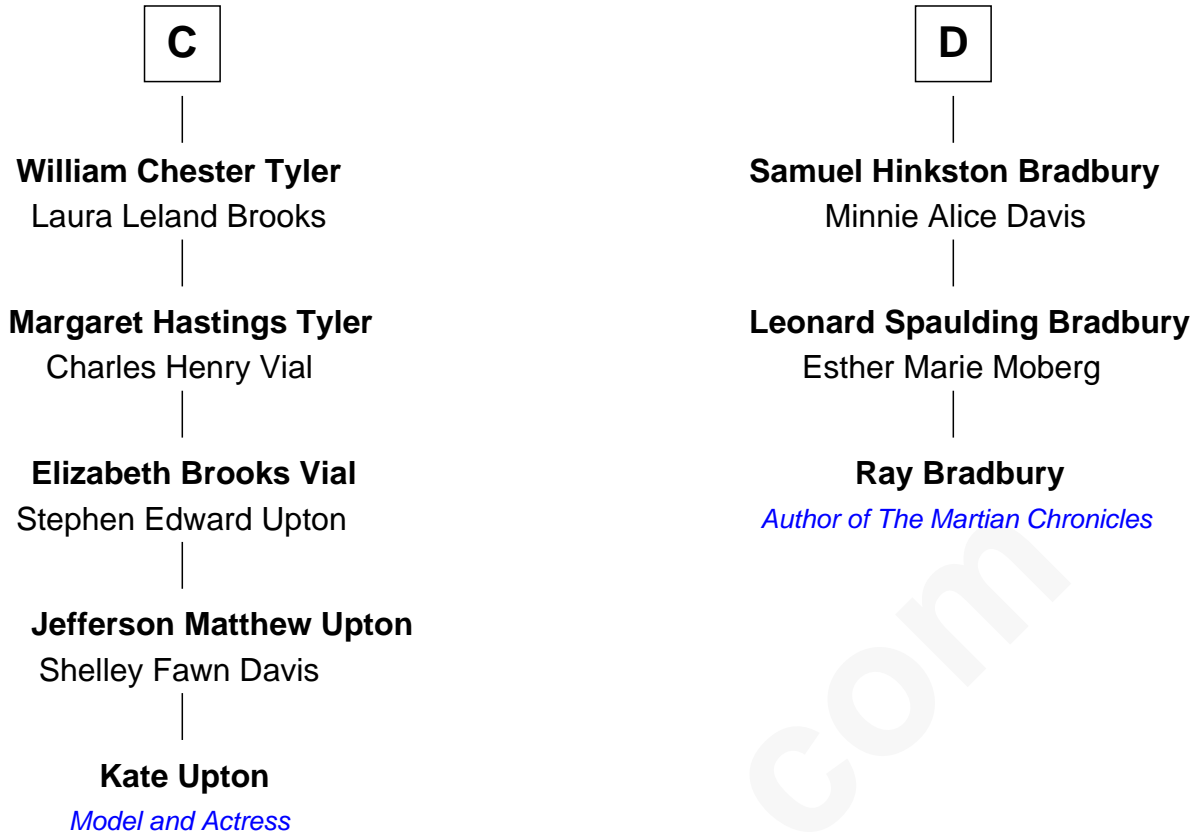 C
William Chester Tyler
Laura Leland Brooks
Margaret Hastings Tyler
Charles Henry Vial
Elizabeth Brooks Vial
Stephen Edward Upton
Jefferson Matthew Upton
Shelley Fawn Davis
Kate Upton
Model and Actress
D
Samuel Hinkston Bradbury
Minnie Alice Davis
Leonard Spaulding Bradbury
Esther Marie Moberg
Ray Bradbury
Author of The Martian Chronicles
com